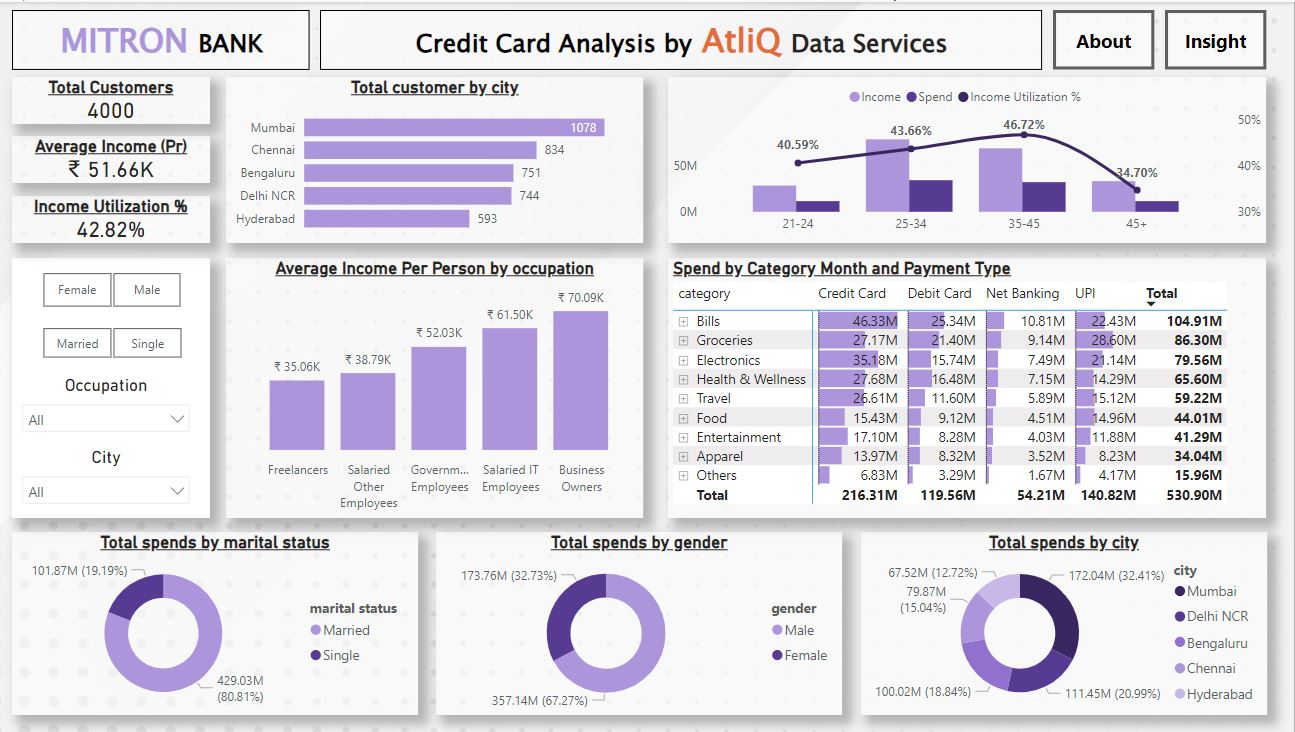 MITRON BANK
Credit Card Analysis by AtliQ Data Services
About
Insight
Total Customers
4000
Average Income (Pr)
₹ 51.66K
Income Utilization %
42.82%
Total customer by city
Mumbai 1078
Chennai 834
Bengaluru 751
Delhi NCR 744
Hyderabad 593
Income Spend Income Utilization %
50M
0M
50%
40%
30%
40.59%
43.66%
46.72%
34.70%
21-24 25-34 35-45 45+
Female Male
Married Single
Occupation
All
City
All
Average Income Per Person by occupation
₹ 35.06K
₹ 38.79K
₹ 52.03K
₹ 61.50K
₹ 70.09K
Freelancers
Salaried
Other
Employees
Governm...
Employees
Salaried IT
Employees
Business
Owners
Spend by Category Month and Payment Type
category Credit Card Debit Card Net Banking UPI Total
Bills 46.33M 25.34M 10.81M 22.43M 104.91M
Groceries 27.17M 21.40M 9.14M 28.60M 86.30M
Electronics 35.18M 15.74M 7.49M 21.14M 79.56M
Health & Wellness 27.68M 16.48M 7.15M 14.29M 65.60M
Travel 26.61M 11.60M 5.89M 15.12M 59.22M
Food 15.43M 9.12M 4.51M 14.96M 44.01M
Entertainment 17.10M 8.28M 4.03M 11.88M 41.29M
Apparel 13.97M 8.32M 3.52M 8.23M 34.04M
Others 6.83M 3.29M 1.67M 4.17M 15.96M
Total 216.31M 119.56M 54.21M 140.82M 530.90M
Total spends by marital status
101.87M (19.19%)
429.03M
(80.81%)
marital status
Married
Single
Total spends by gender
173.76M (32.73%)
357.14M (67.27%)
gender
Male
Female
Total spends by city
67.52M (12.72%)
79.87M
(15.04%)
100.02M (18.84%)
172.04M (32.41%)
111.45M (20.99%)
city
Mumbai
Delhi NCR
Bengaluru
Chennai
Hyderabad